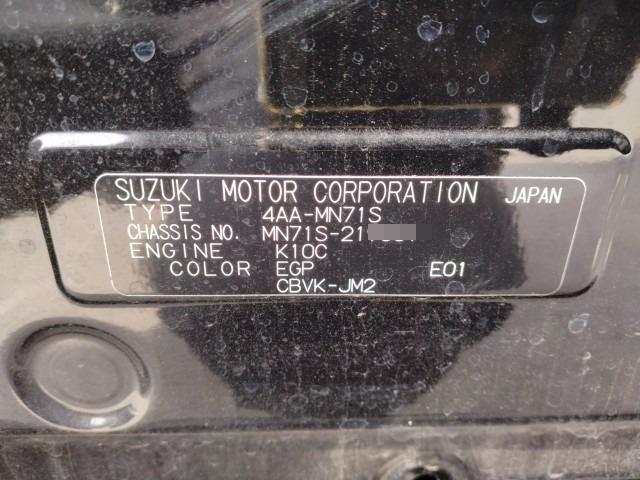 SUZUKI MOTOR CORPORATION JAPAN
TYPE 4AA-MN71S
CHASSIS NO. MN71S-21
ENGINE K10C
COLOR EGP E01
CBVK-JM2